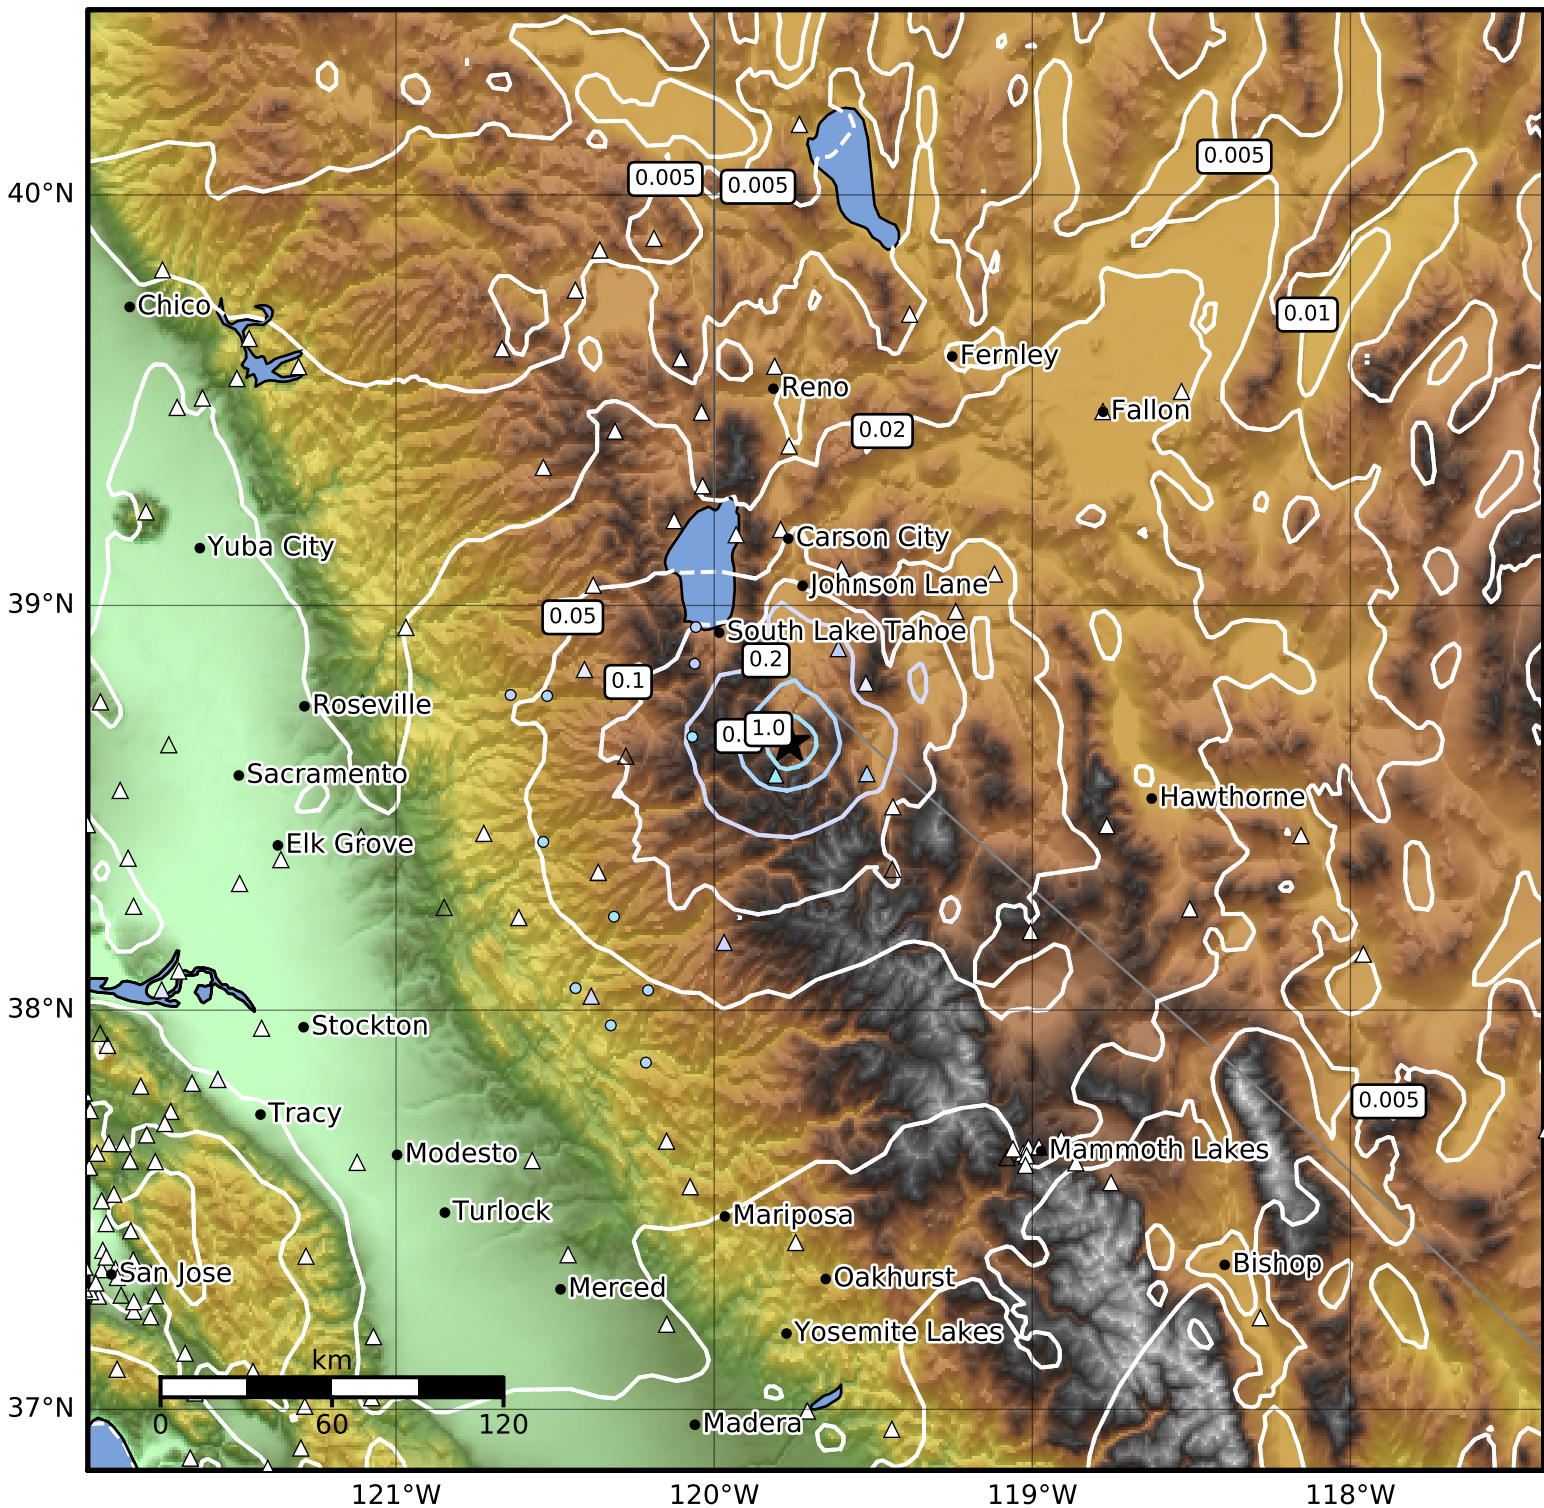 0.005
0.005
0.005
40°N
0.01
Chico
Fernley
Reno
Fallon
0.02
Carson City
Yuba City
Johnson Lane
39°N
0.05
South Lake Tahoe
0.2
0.1
Roseville
1.0
Sacramento
Hawthorne
Elk Grove
38°N
Stockton
0.005
Tracy
Modesto
Mammoth Lakes
Turlock
Mariposa
San Jose
Merced
Oakhurst
Bishop
Yosemite Lakes
km
37°N
0 60 120
Madera
121°W 120°W 119°W 118°W